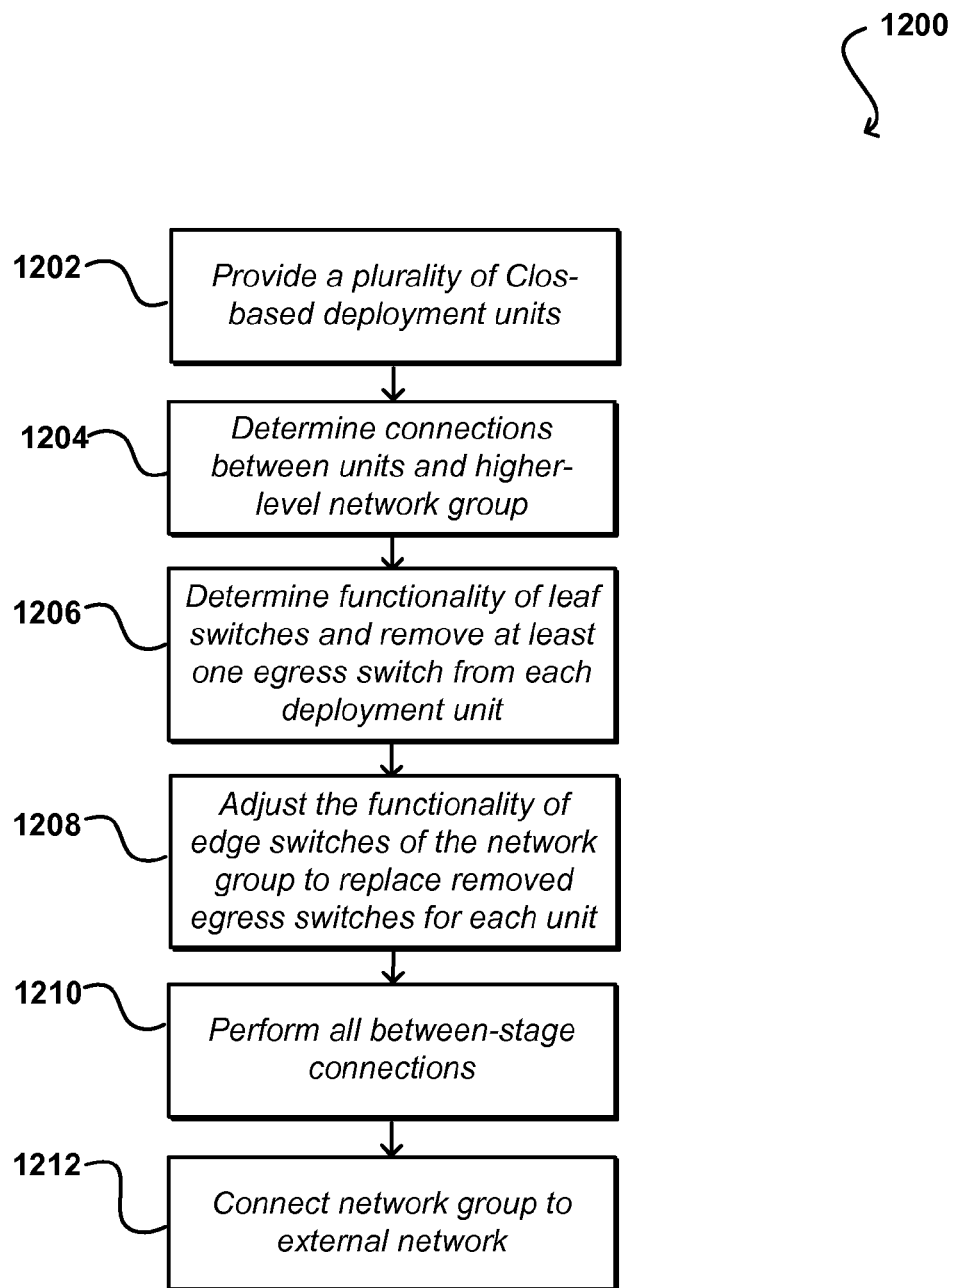 1200
1202
Provide a plurality of Clos-
based deployment units
1204
Determine connections
between units and higher-
level network group
1206
Determine functionality of leaf
switches and remove at least
one egress switch from each
deployment unit
1208
Adjust the functionality of
edge switches of the network
group to replace removed
egress switches for each unit
1210
Perform all between-stage
connections
1212
Connect network group to
external network